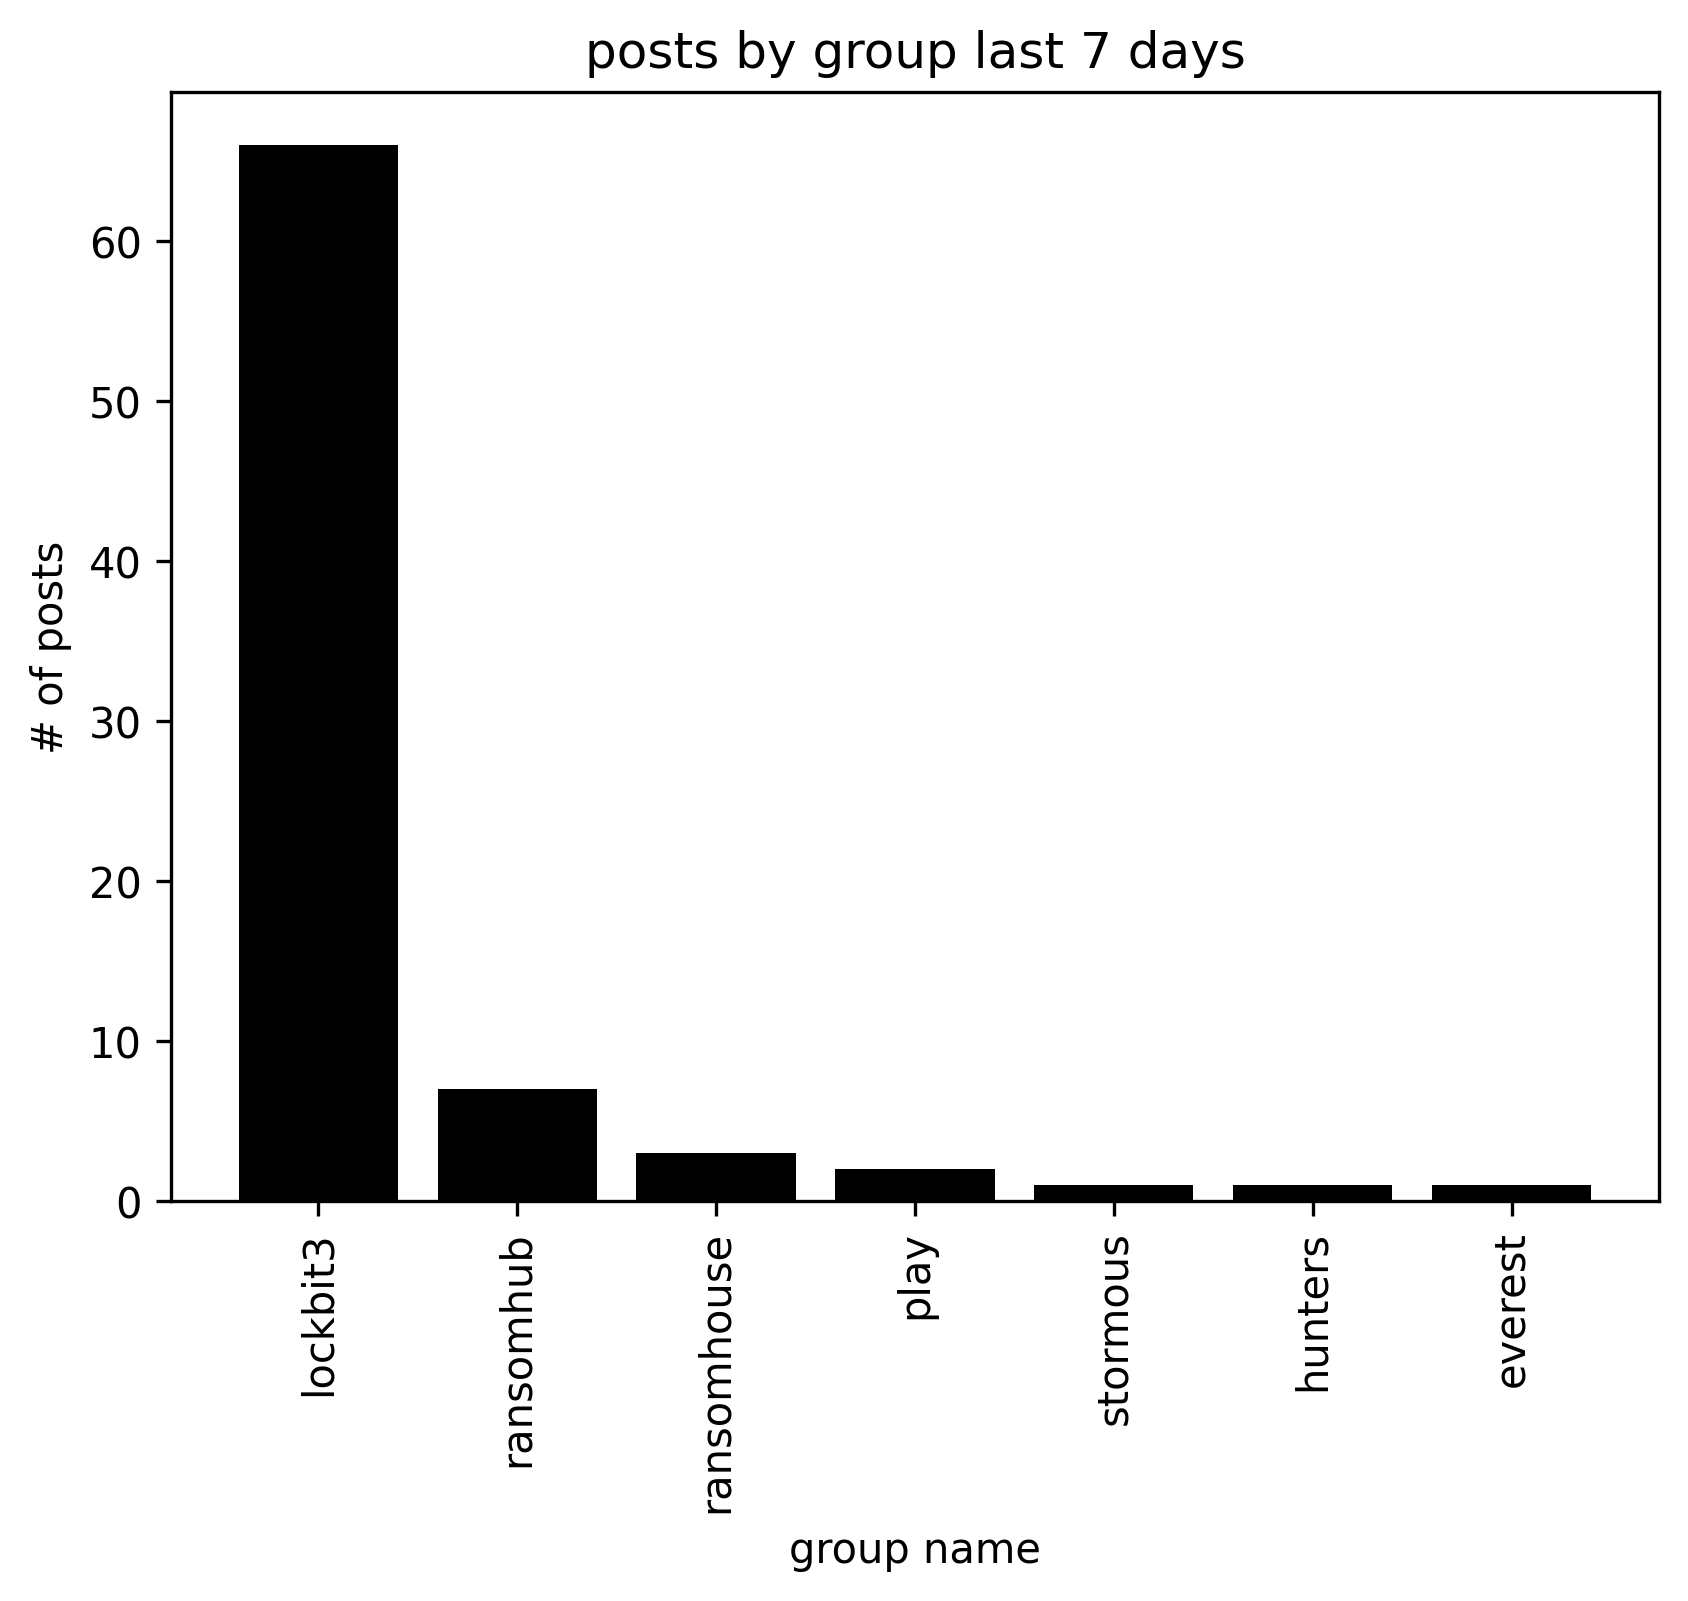 posts by group last 7 days
# of posts
60
50
40
30
20
10
0
lockbit3
ransomhub
ransomhouse
play
stormous
hunters
everest
group name